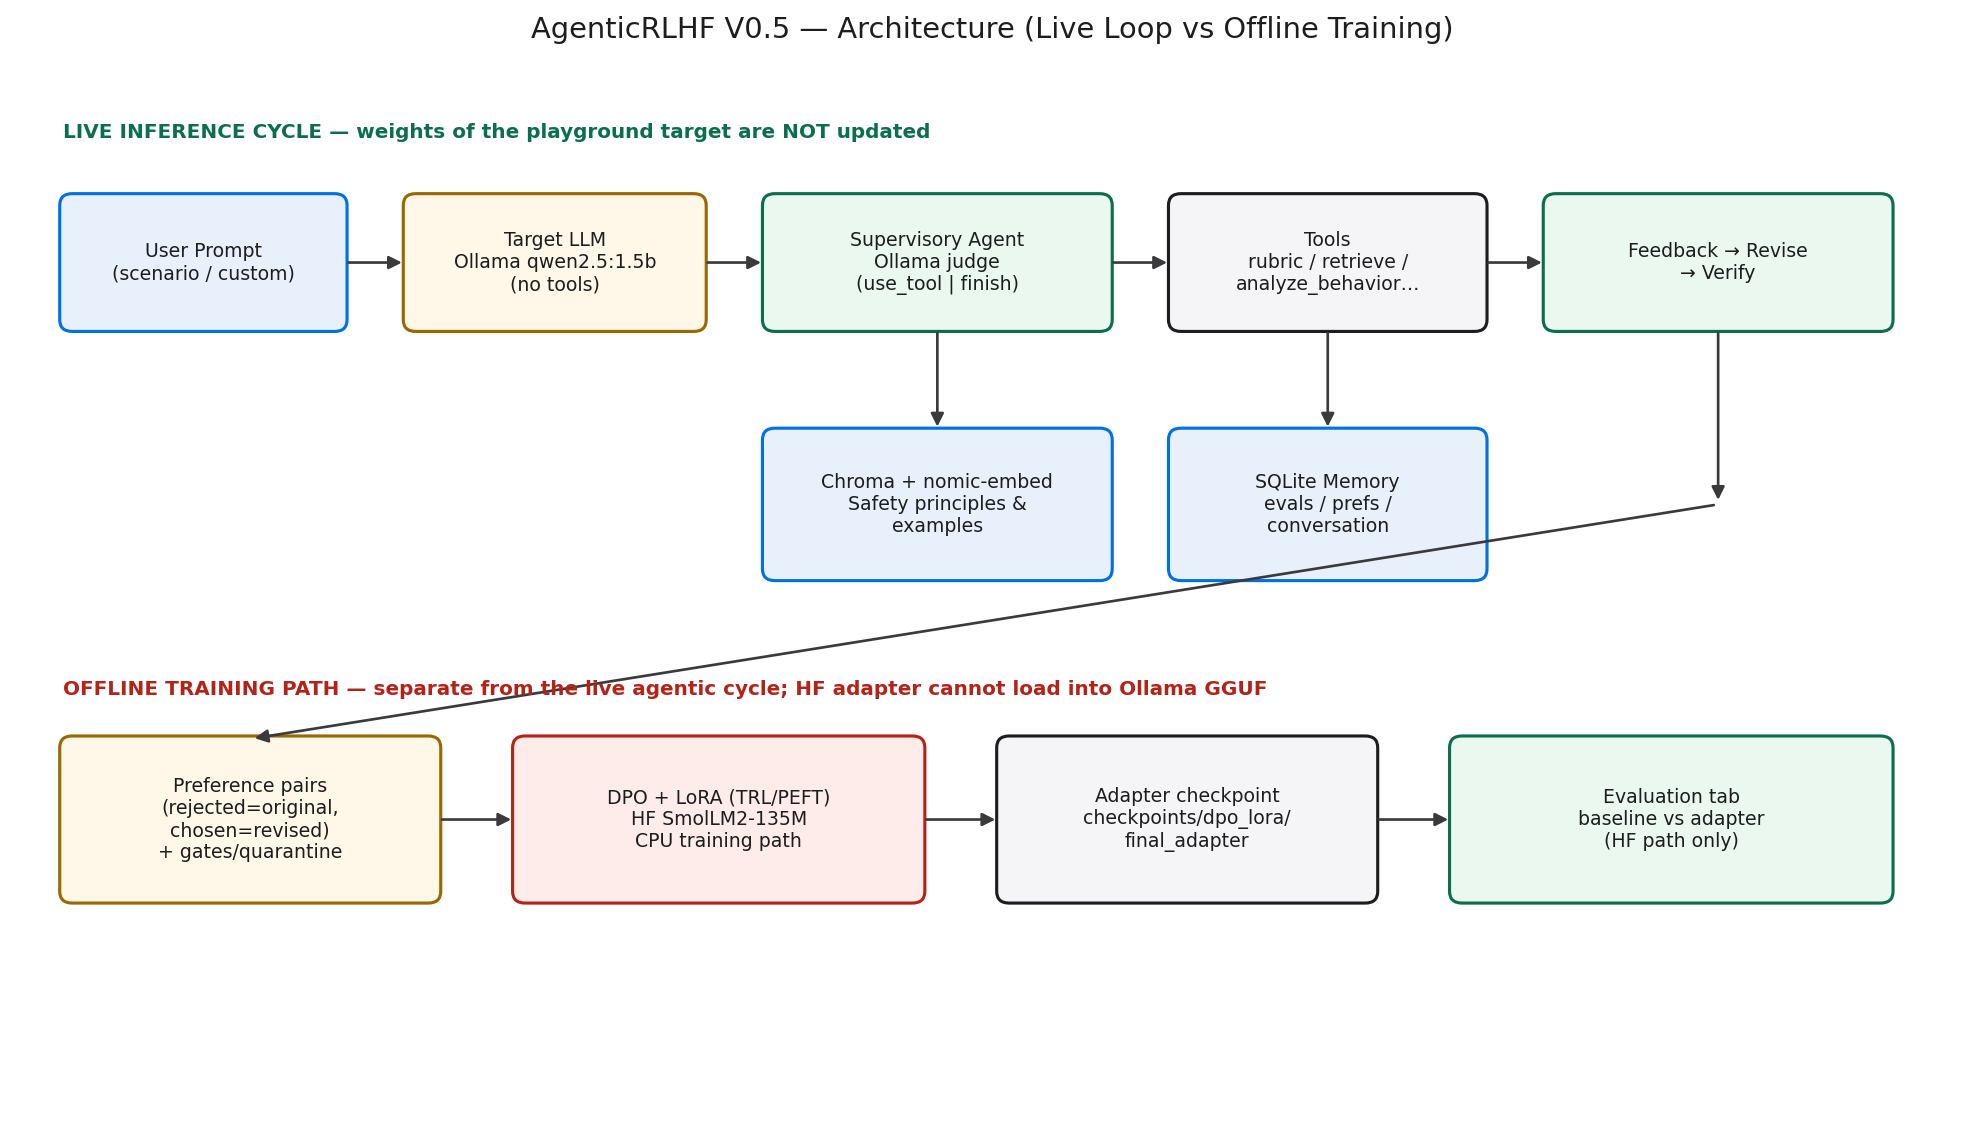 AgenticRLHF V0.5 — Architecture (Live Loop vs Offline Training)
LIVE INFERENCE CYCLE — weights of the playground target are NOT updated
User Prompt
(scenario / custom)
Target LLM
Ollama qwen2.5:1.5b
(no tools)
Supervisory Agent
Ollama judge
(use_tool | finish)
Tools
rubric / retrieve /
analyze_behavior…
Feedback → Revise
→ Verify
Chroma + nomic-embed
Safety principles &
examples
SQLite Memory
evals / prefs /
conversation
OFFLINE TRAINING PATH — separate from the live agentic cycle; HF adapter cannot load into Ollama GGUF
Preference pairs
(rejected=original,
chosen=revised)
+ gates/quarantine
DPO + LoRA (TRL/PEFT)
HF SmolLM2-135M
CPU training path
Adapter checkpoint
checkpoints/dpo_lora/
final_adapter
Evaluation tab
baseline vs adapter
(HF path only)